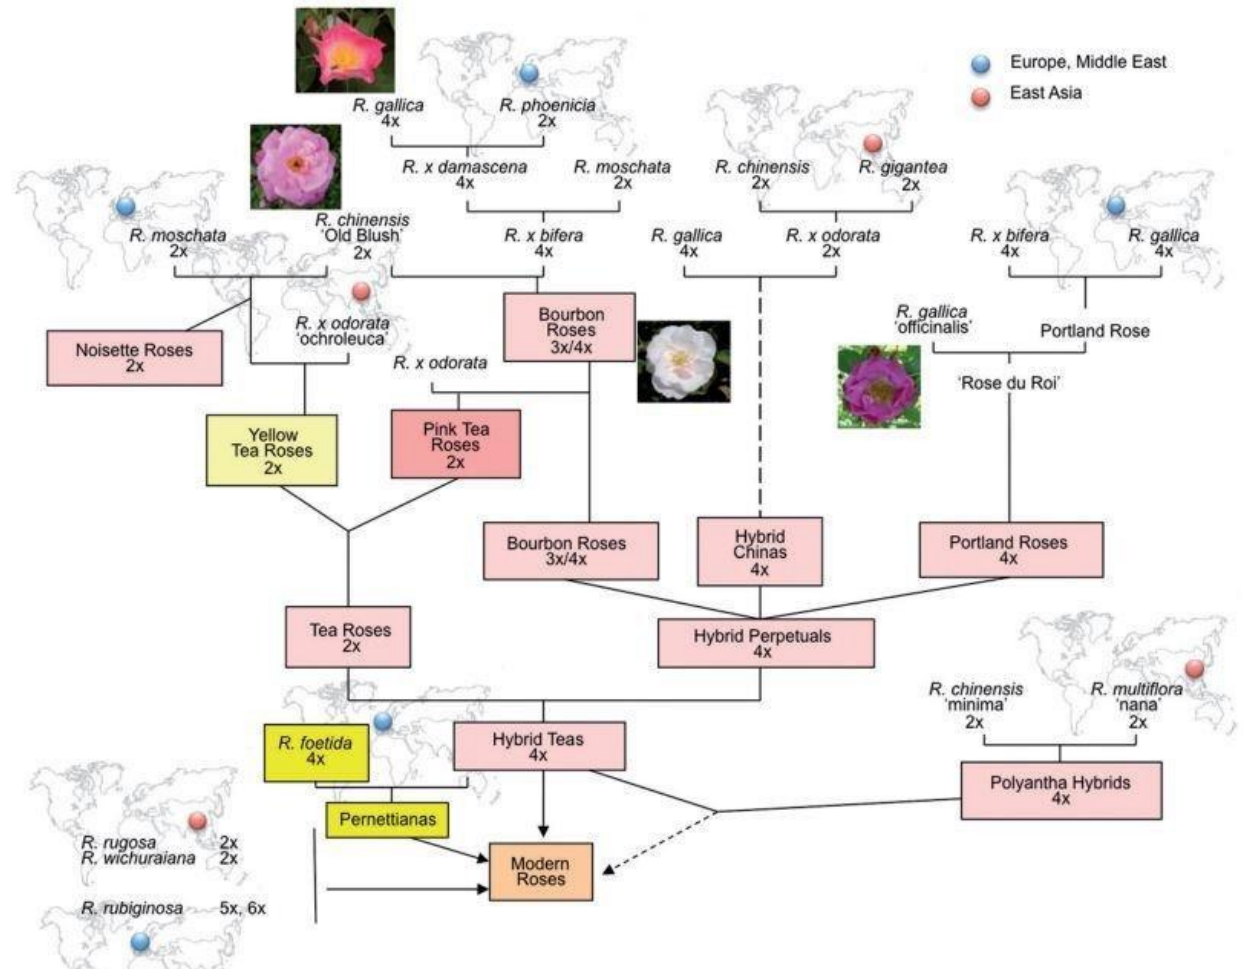 Europe, Middle East
East Asia
R. gallica
4x
R. phoenicia
2x
R. x damascena
4x
R. moschata
2x
R. chinensis
2x
R. gigantea
2x
R. moschata
2x
R. chinensis
'Old Blush'
2x
R. x bifera
4x
R. gallica
4x
R. x odorata
2x
R. x bifera
4x
R. gallica
4x
R. x odorata
'ochroleuca'
Noisette Roses
2x
Bourbon
Roses
3x/4x
R. gallica
'officinalis'
Portland Rose
R. x odorata
'Rose du Roi'
Yellow
Tea Roses
2x
Pink Tea
Roses
2x
Bourbon Roses
3x/4x
Hybrid
Chinas
4x
Portland Roses
4x
Tea Roses
2x
Hybrid Perpetuals
4x
R. chinensis
'minima'
2x
R. multiflora
'nana'
2x
R. foetida
4x
Hybrid Teas
4x
Polyantha Hybrids
4x
Pernettianas
Modern
Roses
R. rugosa 2x
R. wichuraiana 2x
R. rubiginosa 5x, 6x